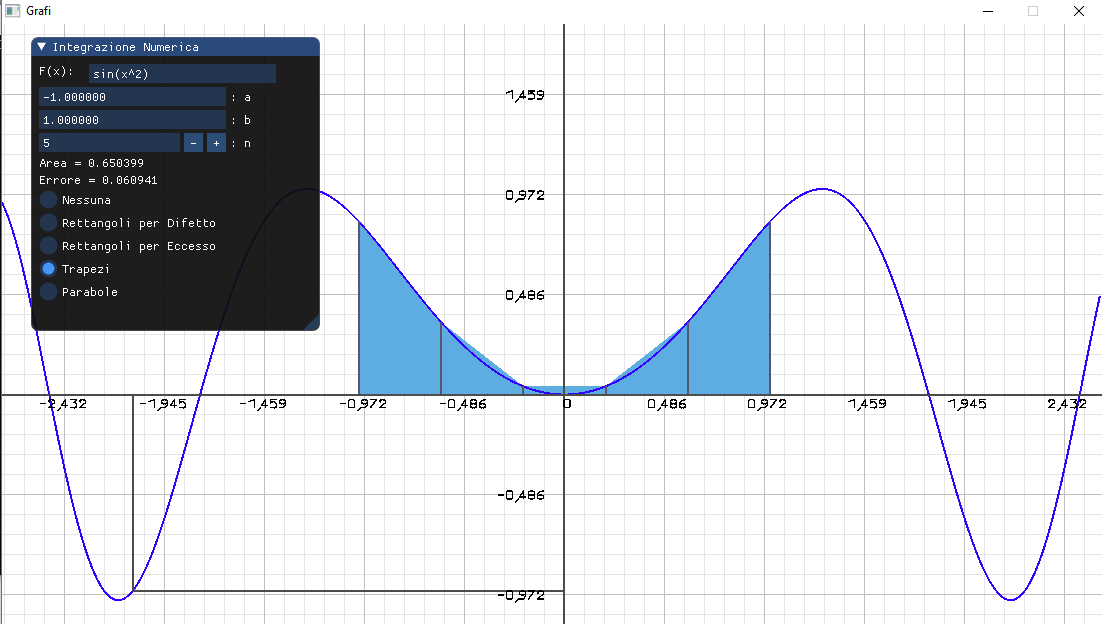 Grafi
Integrazione Numerica
F(x): sin(x^2)
-1.000000 : a
1.000000 : b
5 - + : n
Area = 0.650399
Errore = 0.060941
Nessuna
Rettangoli per Difetto
Rettangoli per Eccesso
Trapezi
Parabole
1,459
0,972
0,486
-2,432 -1,945 -1,459 -0,972 -0,486 0 0,486 0,972 1,459 1,945 2,432
-0,486
-0,972